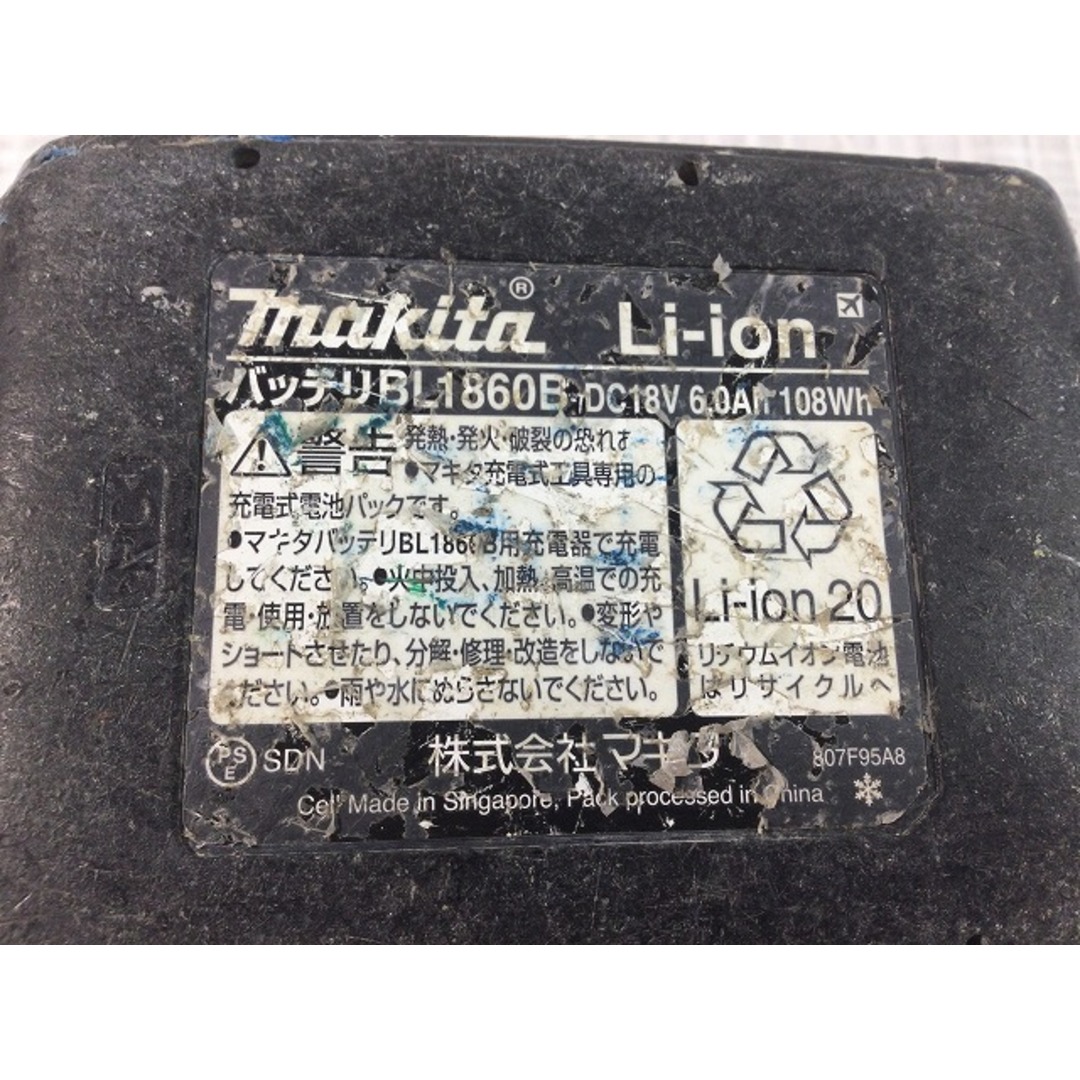 makita® Li-ion
バッテリBL1860B DC18V 6.0Ah 108Wh
警告 発熱・発火・破裂の恐れ
●マキタ充電式工具専用の
充電式電池パックです。
●マキタバッテリBL1860B用充電器で充電
してください。●火中投入、加熱、高温での充
電・使用・放置をしないでください。●変形や
ショートさせたり、分解・修理・改造をしないで
ください。●雨や水にぬらさないでください。
Li-ion 20
リチウムイオン電池
はリサイクルへ
PS
E
SDN
株式会社マキタ
807F95A8
Cell Made in Singapore, Pack processed in China